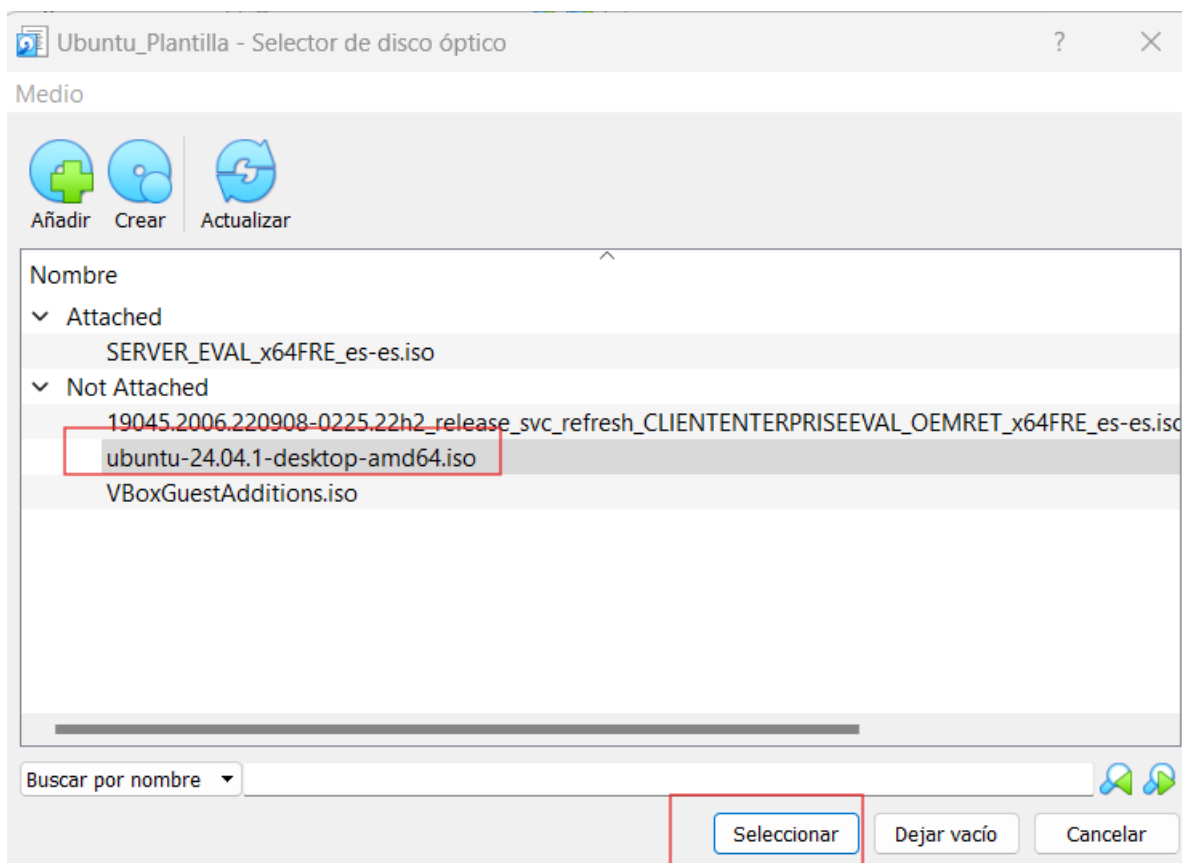 Ubuntu_Plantilla - Selector de disco óptico ?
Medio
Añadir Crear Actualizar
Nombre
Attached
SERVER_EVAL_x64FRE_es-es.iso
Not Attached
19045.2006.220908-0225.22h2_release_svc_refresh_CLIENTENTERPRISEEVAL_OEMRET_x64FRE_es-es.iso
ubuntu-24.04.1-desktop-amd64.iso
VBoxGuestAdditions.iso
Buscar por nombre
Seleccionar Dejar vacío Cancelar